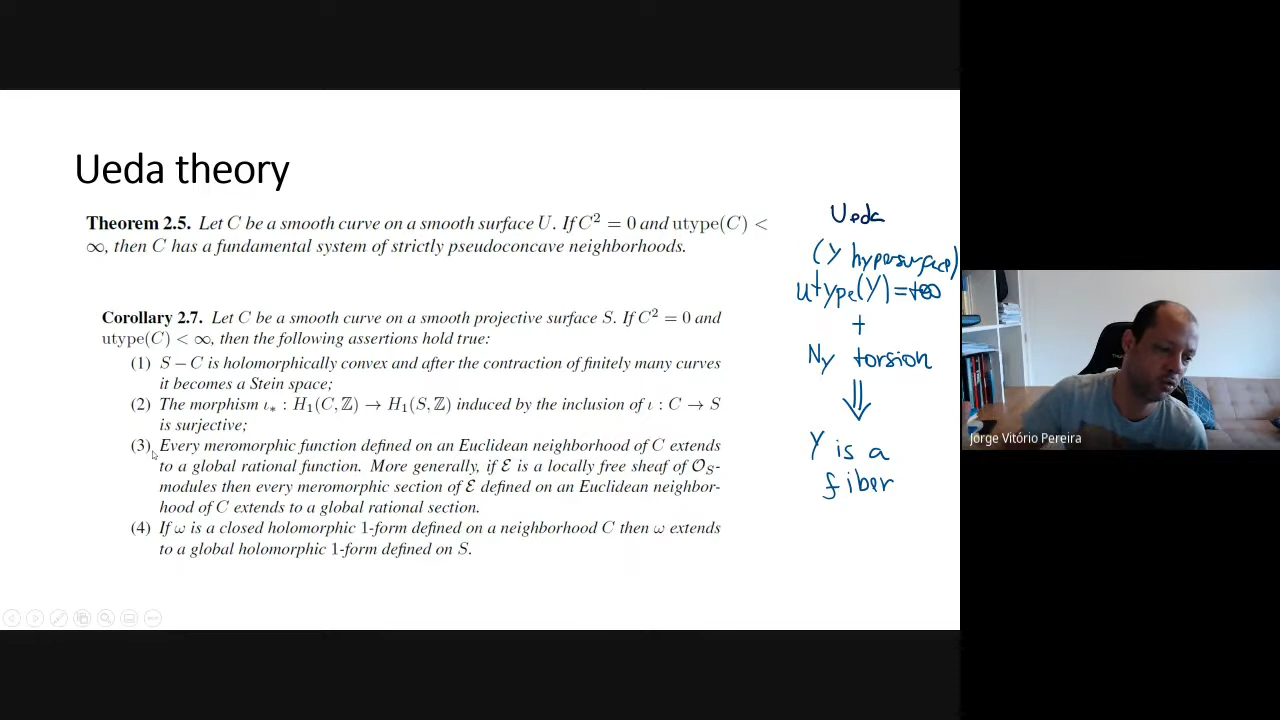 Ueda theory
Theorem 2.5. Let C be a smooth curve on a smooth surface U. If C² = 0 and utype(C) <
∞, then C has a fundamental system of strictly pseudoconcave neighborhoods.
Corollary 2.7. Let C be a smooth curve on a smooth projective surface S. If C² = 0 and
utype(C) < ∞, then the following assertions hold true:
(1) S − C is holomorphically convex and after the contraction of finitely many curves
it becomes a Stein space;
(2) The morphism ι* : H₁(C, ℤ) → H₁(S, ℤ) induced by the inclusion of ι : C → S
is surjective;
(3) Every meromorphic function defined on an Euclidean neighborhood of C extends
to a global rational function. More generally, if ℰ is a locally free sheaf of 𝒪_S-
modules then every meromorphic section of ℰ defined on an Euclidean neighbor-
hood of C extends to a global rational section.
(4) If ω is a closed holomorphic 1-form defined on a neighborhood C then ω extends
to a global holomorphic 1-form defined on S.
Ueda
(Y hypersurface)
utype(Y)=+∞
+
N_Y torsion
⇓
Y is a
fiber
Jorge Vitório Pereira